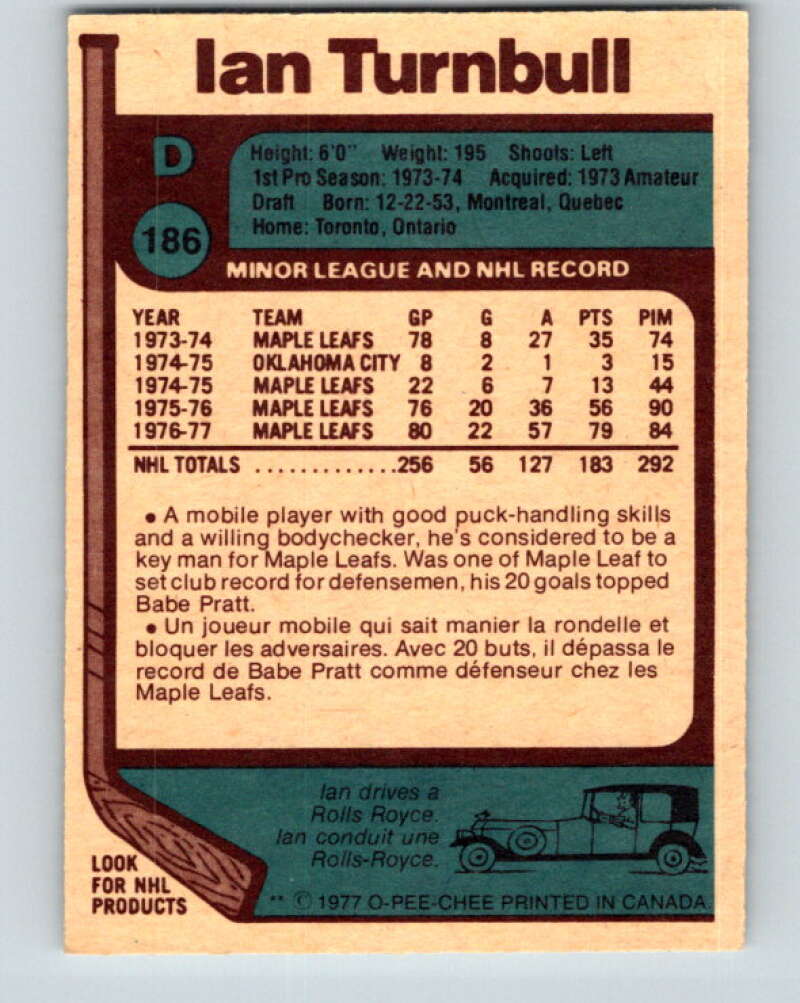 Ian Turnbull
D
186
Height: 6'0" Weight: 195 Shoots: Left
1st Pro Season: 1973-74 Acquired: 1973 Amateur
Draft Born: 12-22-53, Montreal, Quebec
Home: Toronto, Ontario
MINOR LEAGUE AND NHL RECORD
YEAR TEAM GP G A PTS PIM
1973-74 MAPLE LEAFS 78 8 27 35 74
1974-75 OKLAHOMA CITY 8 2 1 3 15
1974-75 MAPLE LEAFS 22 6 7 13 44
1975-76 MAPLE LEAFS 76 20 36 56 90
1976-77 MAPLE LEAFS 80 22 57 79 84
NHL TOTALS .............256 56 127 183 292
• A mobile player with good puck-handling skills
and a willing bodychecker, he's considered to be a
key man for Maple Leafs. Was one of Maple Leaf to
set club record for defensemen, his 20 goals topped
Babe Pratt.
• Un joueur mobile qui sait manier la rondelle et
bloquer les adversaires. Avec 20 buts, il dépassa le
record de Babe Pratt comme défenseur chez les
Maple Leafs.
Ian drives a
Rolls Royce.
Ian conduit une
Rolls-Royce.
LOOK
FOR NHL
PRODUCTS
** © 1977 O-PEE-CHEE PRINTED IN CANADA.